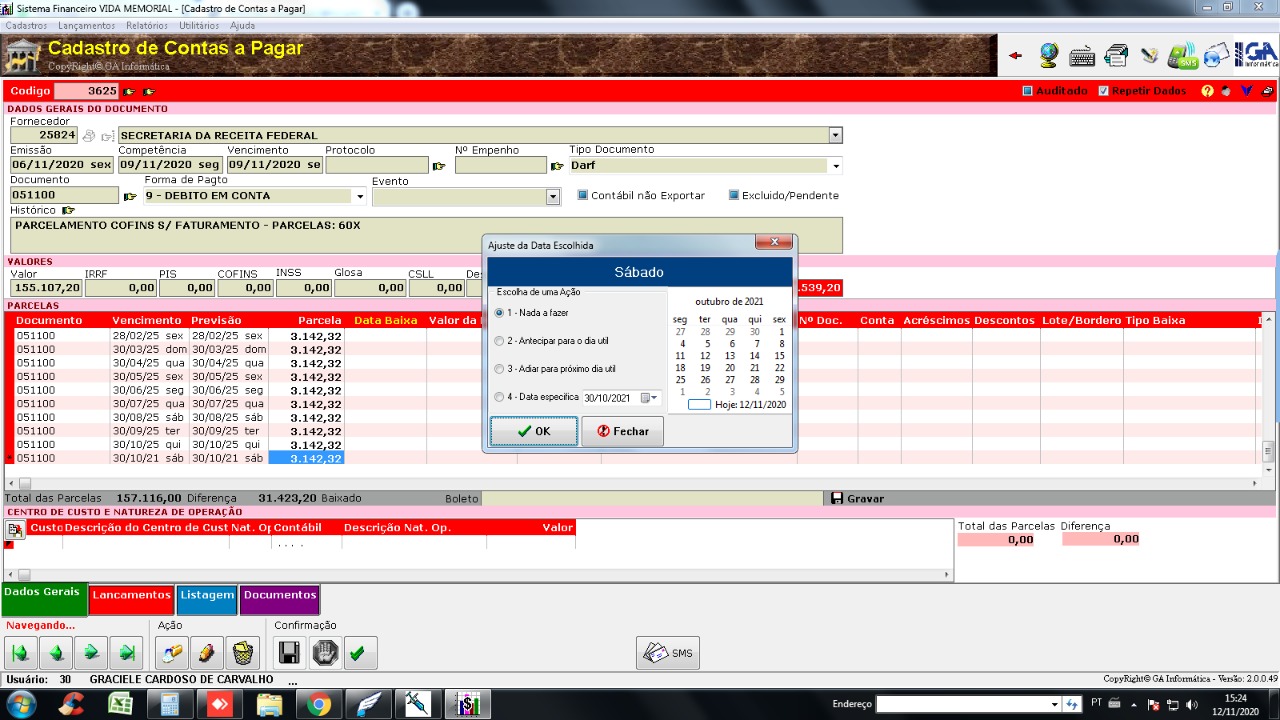 Sistema Financeiro VIDA MEMORIAL - [Cadastro de Contas a Pagar]
Cadastros Lançamentos Relatórios Utilitários Ajuda
Cadastro de Contas a Pagar
CopyRight® GA Informática
SMS
GA
Informática
Codigo 3625 Auditado Repetir Dados
DADOS GERAIS DO DOCUMENTO
Fornecedor
25824 SECRETARIA DA RECEITA FEDERAL
Emissão Competência Vencimento Protocolo Nº Empenho Tipo Documento
06/11/2020 sex 09/11/2020 seg 09/11/2020 se Darf
Documento Forma de Pagto Evento
051100 9 - DEBITO EM CONTA Contábil não Exportar Excluido/Pendente
Histórico
PARCELAMENTO COFINS S/ FATURAMENTO - PARCELAS: 60X
VALORES
Valor IRRF PIS COFINS INSS Glosa CSLL Des
155.107,20 0,00 0,00 0,00 0,00 0,00 0,00 .539,20
PARCELAS
Documento Vencimento Previsão Parcela Data Baixa Valor da Nº Doc. Conta Acréscimos Descontos Lote/Bordero Tipo Baixa
051100 28/02/25 sex 28/02/25 sex 3.142,32
051100 30/03/25 dom 30/03/25 dom 3.142,32
051100 30/04/25 qua 30/04/25 qua 3.142,32
051100 30/05/25 sex 30/05/25 sex 3.142,32
051100 30/06/25 seg 30/06/25 seg 3.142,32
051100 30/07/25 qua 30/07/25 qua 3.142,32
051100 30/08/25 sáb 30/08/25 sáb 3.142,32
051100 30/09/25 ter 30/09/25 ter 3.142,32
051100 30/10/25 qui 30/10/25 qui 3.142,32
051100 30/10/21 sáb 30/10/21 sáb 3.142,32
Ajuste da Data Escolhida
Sábado
Escolha de uma Ação
1 - Nada a fazer
2 - Antecipar para o dia util
3 - Adiar para próximo dia util
4 - Data especifica 30/10/2021
outubro de 2021
seg ter qua qui sex
27 28 29 30 1
4 5 6 7 8
11 12 13 14 15
18 19 20 21 22
25 26 27 28 29
1 2 3 4 5
Hoje: 12/11/2020
OK Fechar
Total das Parcelas 157.116,00 Diferença 31.423,20 Baixado Boleto Gravar
CENTRO DE CUSTO E NATUREZA DE OPERAÇÃO
Custo Descrição do Centro de Cust Nat. Op Contábil Descrição Nat. Op. Valor
. . . .
Total das Parcelas Diferença
0,00 0,00
Dados Gerais Lancamentos Listagem Documentos
Navegando... Ação Confirmação
SMS
Usuário: 30 GRACIELE CARDOSO DE CARVALHO ...
CopyRight® GA Informática - Versão: 2.0.0.49
Endereço PT 15:24
12/11/2020